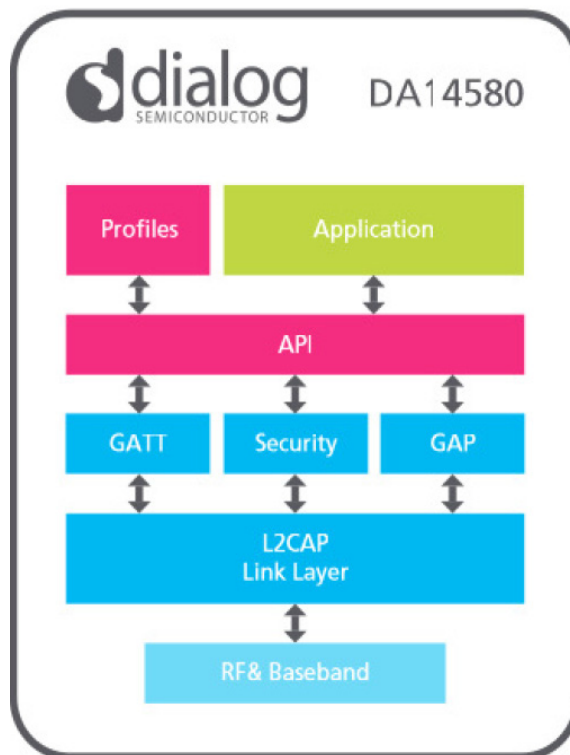 dialog
SEMICONDUCTOR
DA14580
Profiles
Application
API
GATT
Security
GAP
L2CAP
Link Layer
RF& Baseband